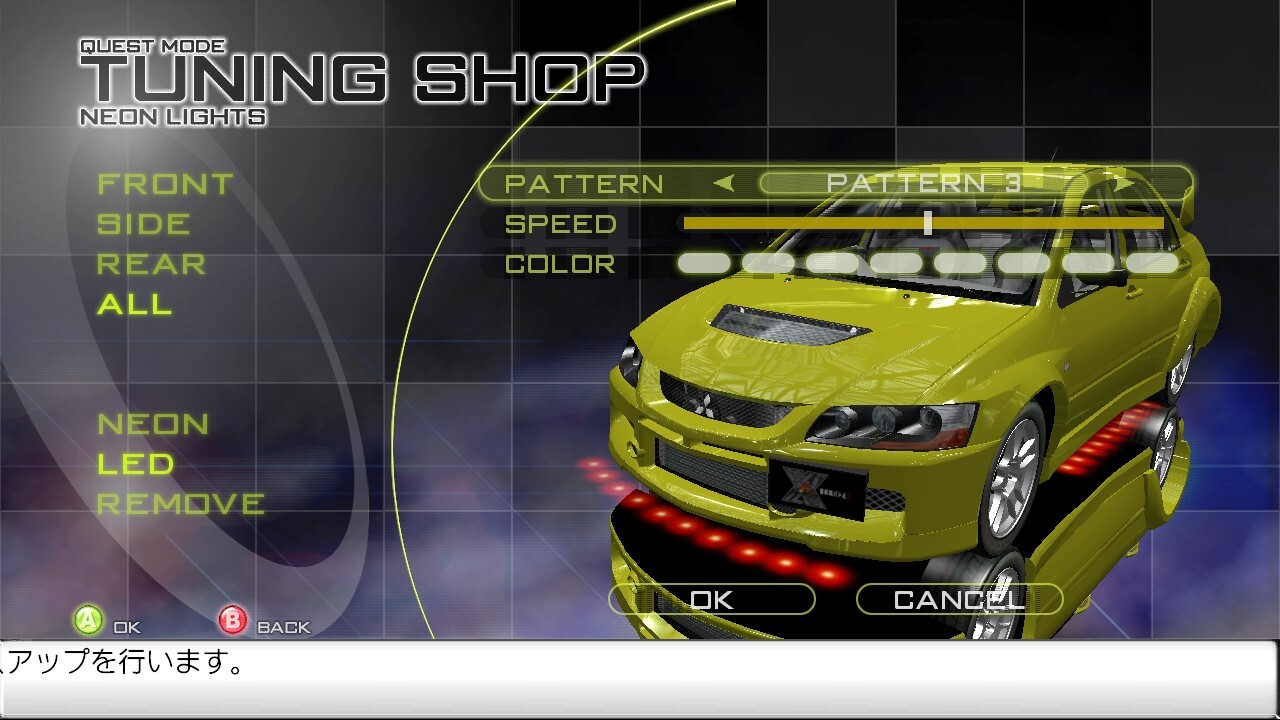 QUEST MODE
TUNING SHOP
NEON LIGHTS
FRONT
SIDE
REAR
ALL
NEON
LED
REMOVE
PATTERN PATTERN 3
SPEED
COLOR
OK CANCEL
A OK B BACK
アップを行います。